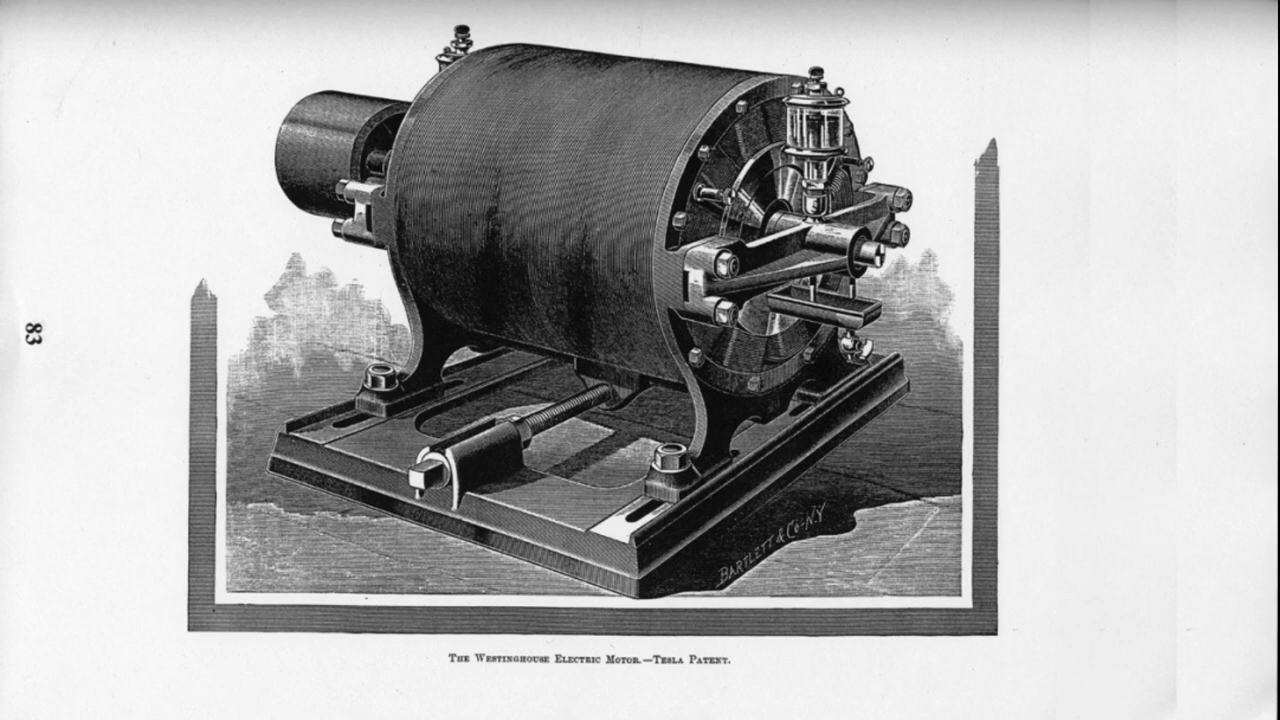 83
BARTLETT & CO-N.Y
THE WESTINGHOUSE ELECTRIC MOTOR.—TESLA PATENT.